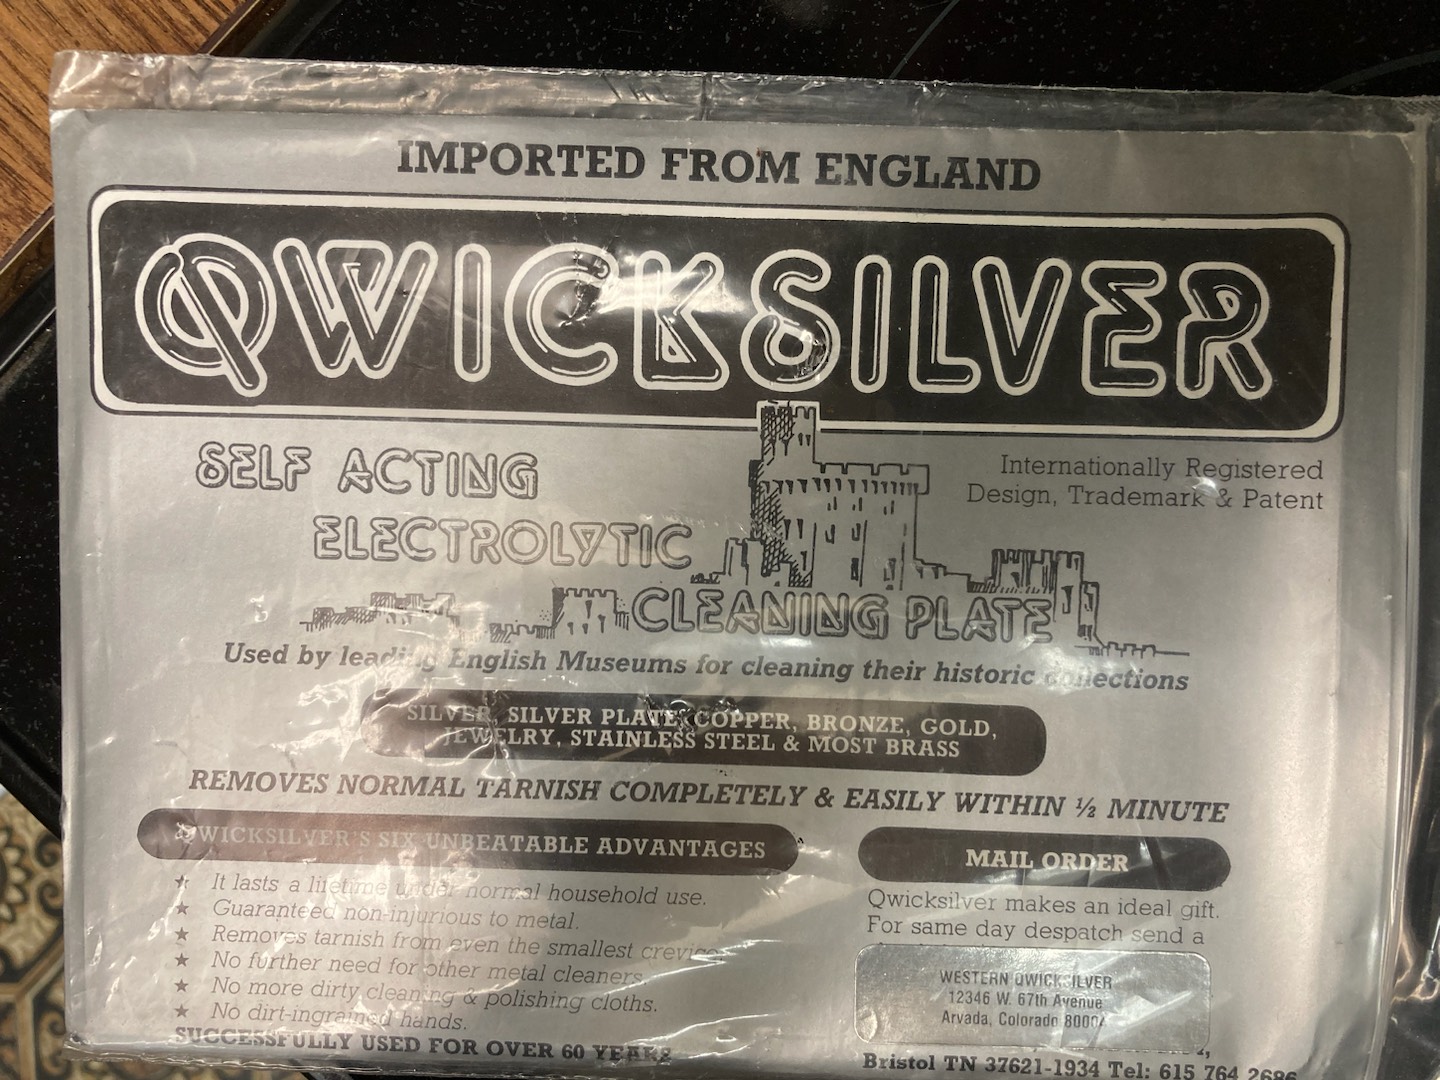 IMPORTED FROM ENGLAND
QWICKSILVER
SELF ACTING
ELECTROLYTIC
CLEANING PLATE
Internationally Registered
Design, Trademark & Patent
Used by leading English Museums for cleaning their historic collections
SILVER, SILVER PLATE, COPPER, BRONZE, GOLD,
JEWELRY, STAINLESS STEEL & MOST BRASS
REMOVES NORMAL TARNISH COMPLETELY & EASILY WITHIN ½ MINUTE
QWICKSILVER'S SIX UNBEATABLE ADVANTAGES
★ It lasts a lifetime under normal household use.
★ Guaranteed non-injurious to metal.
★ Removes tarnish from even the smallest crevice
★ No further need for other metal cleaners.
★ No more dirty cleaning & polishing cloths.
★ No dirt-ingrained hands.
SUCCESSFULLY USED FOR OVER 60 YEARS
MAIL ORDER
Qwicksilver makes an ideal gift.
For same day despatch send a
WESTERN QWICKSILVER
12346 W. 67th Avenue
Arvada, Colorado 80004
Bristol TN 37621-1934 Tel: 615 764 2686